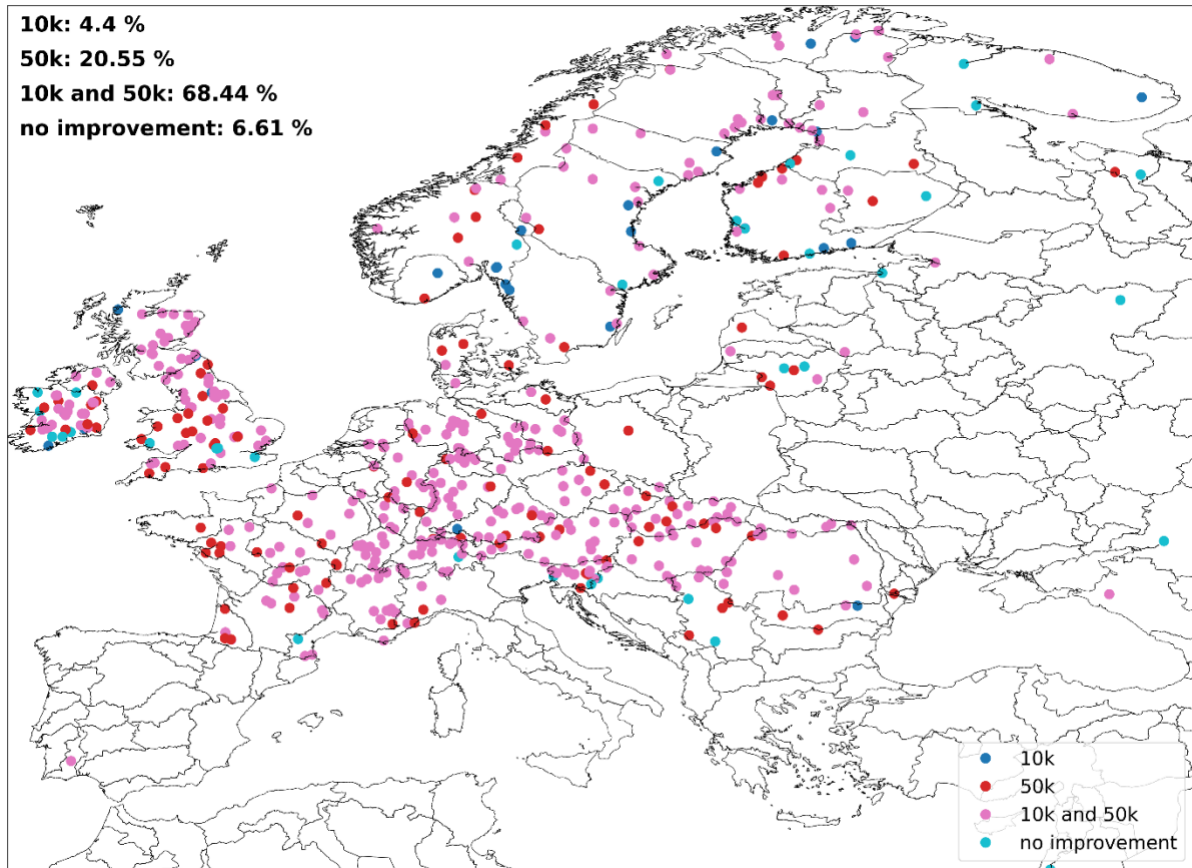 10k: 4.4 %
50k: 20.55 %
10k and 50k: 68.44 %
no improvement: 6.61 %
10k
50k
10k and 50k
no improvement